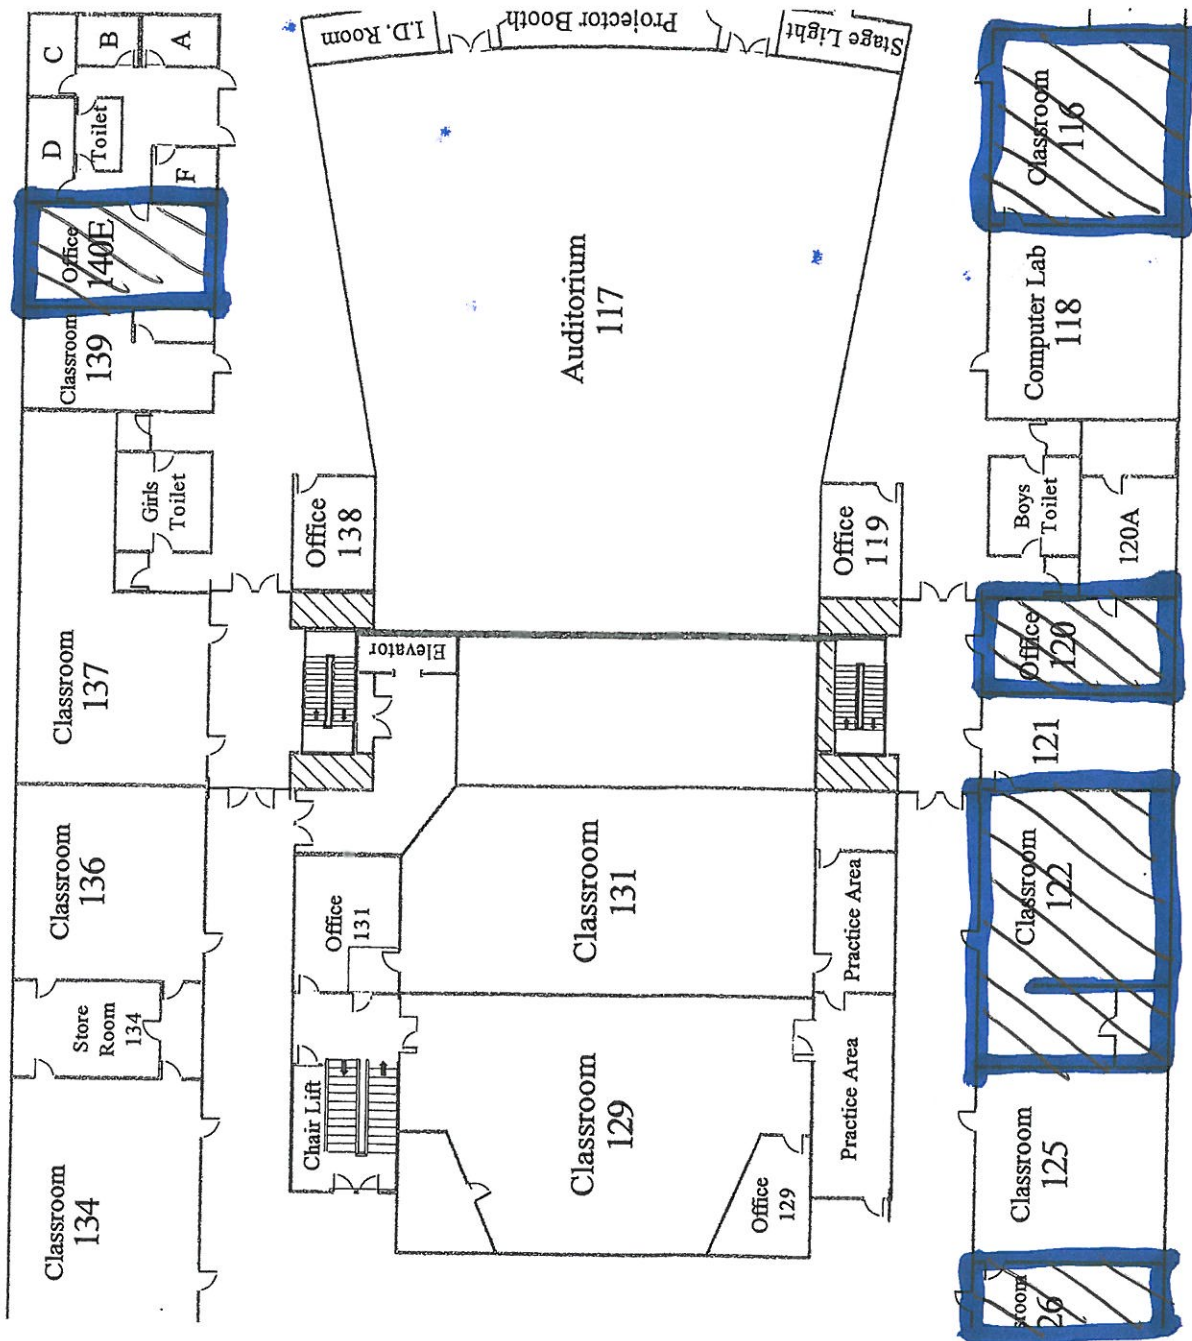 I.D. Room
Projector Booth
Stage Light
C
B
A
D
Toilet
F
Office
140E
Classroom
139
Girls
Toilet
Office
138
Auditorium
117
Office
119
Classroom
116
Computer Lab
118
Boys
Toilet
120A
Office
120
121
Classroom
137
Elevator
Classroom
136
Office
131
Classroom
131
Practice Area
Classroom
122
Store
Room
134
Chair Lift
Classroom
129
Practice Area
Office
129
Classroom
134
Classroom
125
sroom
26